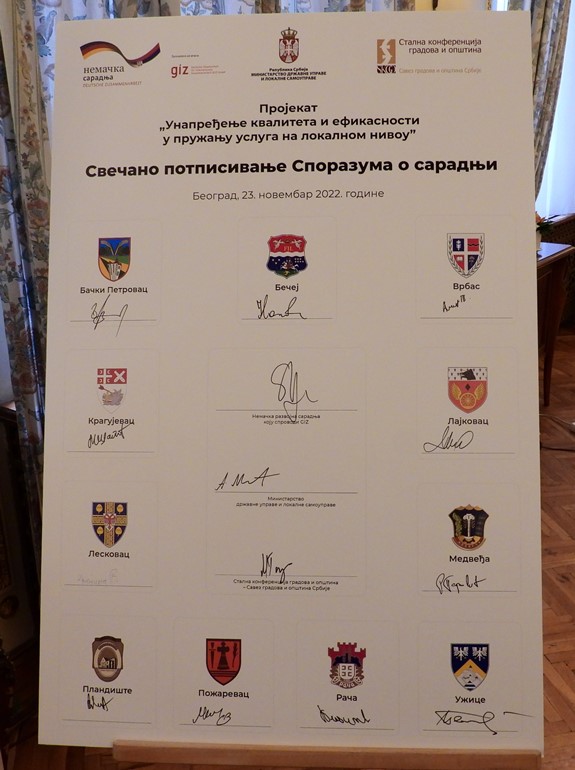 немачка
сарадња
DEUTSCHE ZUSAMMENARBEIT
giz
Република Србија
МИНИСТАРСТВО ДРЖАВНЕ УПРАВЕ
И ЛОКАЛНЕ САМОУПРАВЕ
Стална конференција
градова и општина
Савез градова и општина Србије
Пројекат
„Унапређење квалитета и ефикасности
у пружању услуга на локалном нивоу”
Свечано потписивање Споразума о сарадњи
Београд, 23. новембар 2022. године
Бачки Петровац
Бечеј
Врбас
Крагујевац
Немачка развојна сарадња
коју спроводи GIZ
Лајковац
Министарство
државне управе и локалне самоуправе
Лесковац
Медвеђа
Стална конференција градова и општина
– Савез градова и општина Србије
Пландиште
Пожаревац
Рача
Ужице